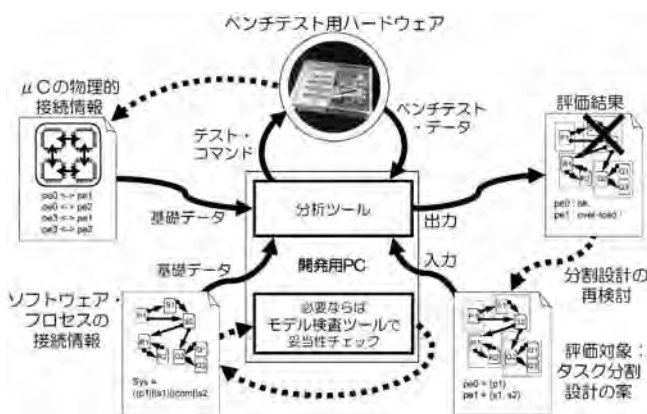 ベンチテスト用ハードウェア
μCの物理的
接続情報
pe0 <-> pe1
pe0 <-> pe2
pe3 <-> pe1
pe3 <-> pe2
テスト・
コマンド
ベンチテスト
・データ
評価結果
pe0 : ok.
pe1 : over-load !
基礎データ
分析ツール
出力
基礎データ
開発用PC
入力
分割設計の
再検討
ソフトウェア・
プロセスの
接続情報
必要ならば
モデル検査ツールで
妥当性チェック
Sys =
((p1||s1)|com||s2
評価対象:
タスク分割
設計の案
pe0 = {p1}
pe1 = {s1, s2}